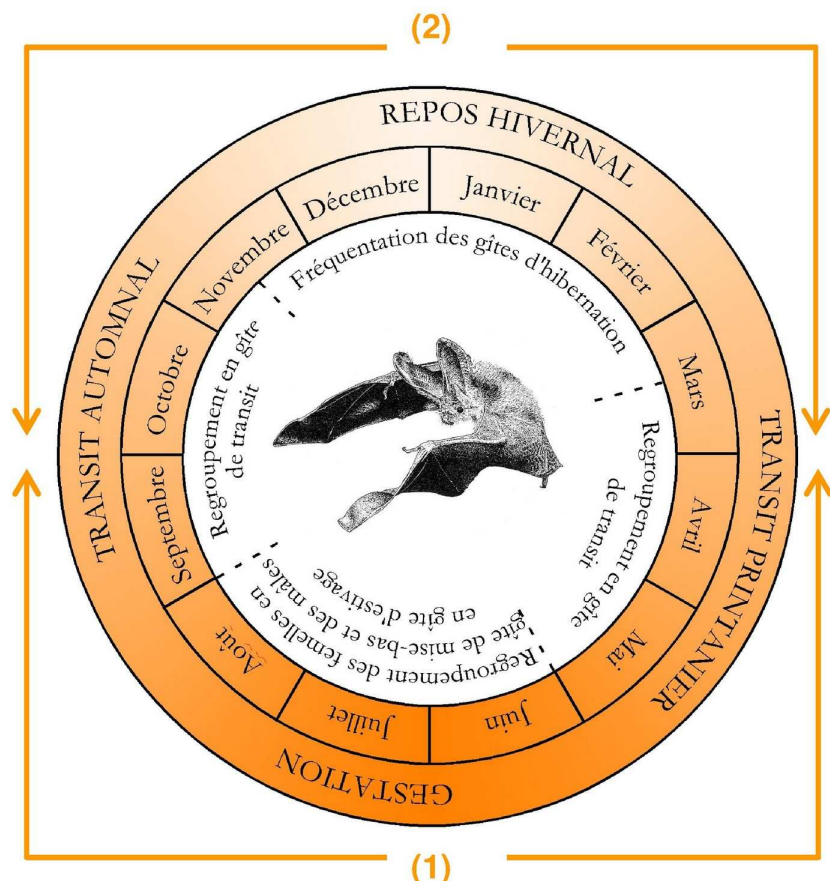 (2)
REPOS HIVERNAL
TRANSIT PRINTANIER
GESTATION
TRANSIT AUTOMNAL
Janvier
Février
Mars
Avril
Mai
Juin
Juillet
Août
Septembre
Octobre
Novembre
Décembre
Fréquentation des gîtes d'hibernation
Regroupement en gîte
de transit
Regroupement des femelles en
gîte de mise-bas et des mâles
en gîte d'estivage
Regroupement en gîte
de transit
(1)